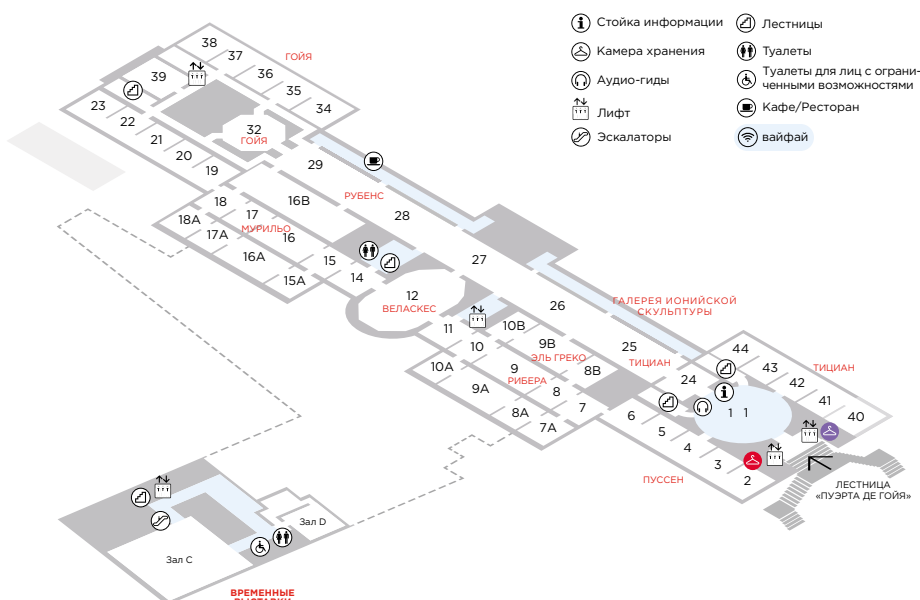 Стойка информации
Лестницы
Камера хранения
Туалеты
Аудио-гиды
Туалеты для лиц с ограни-
ченными возможностями
Лифт
Кафе/Ресторан
Эскалаторы
вайфай
38
37
ГОЙЯ
36
39
35
34
23
22
32
ГОЙЯ
21
20
19
29
РУБЕНС
28
18
17
16B
МУРИЛЬО
16
18A
17A
16A
15
15A
14
27
12
ВЕЛАСКЕС
26
ГАЛЕРЕЯ ИОНИЙСКОЙ
СКУЛЬПТУРЫ
11
10B
10
9B
ЭЛЬ ГРЕКО
8B
25
ТИЦИАН
10A
9
РИБЕРА
9A
8
8A
7
7A
24
44
43
ТИЦИАН
42
41
40
1 1
6
5
4
3
2
ПУССЕН
ЛЕСТНИЦА
«ПУЭРТА ДЕ ГОЙЯ»
Зал D
Зал C
ВРЕМЕННЫЕ
ВЫСТАВКИ